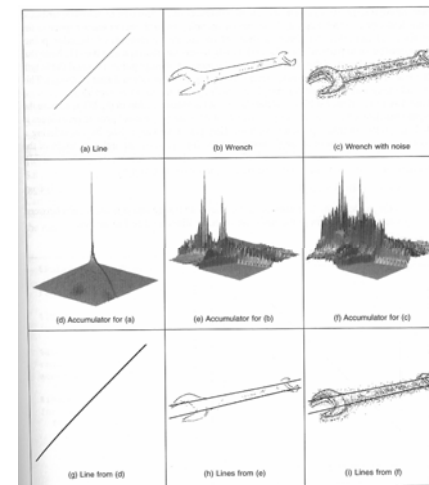 (a) Line
(b) Wrench
(c) Wrench with noise
(d) Accumulator for (a)
(e) Accumulator for (b)
(f) Accumulator for (c)
(g) Line from (d)
(h) Lines from (e)
(i) Lines from (f)